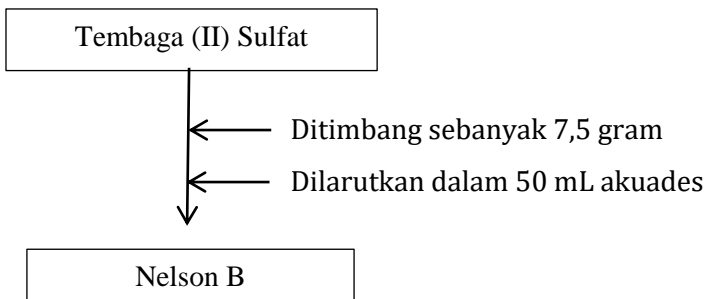 Tembaga (II) Sulfat
Ditimbang sebanyak 7,5 gram
Dilarutkan dalam 50 mL akuades
Nelson B